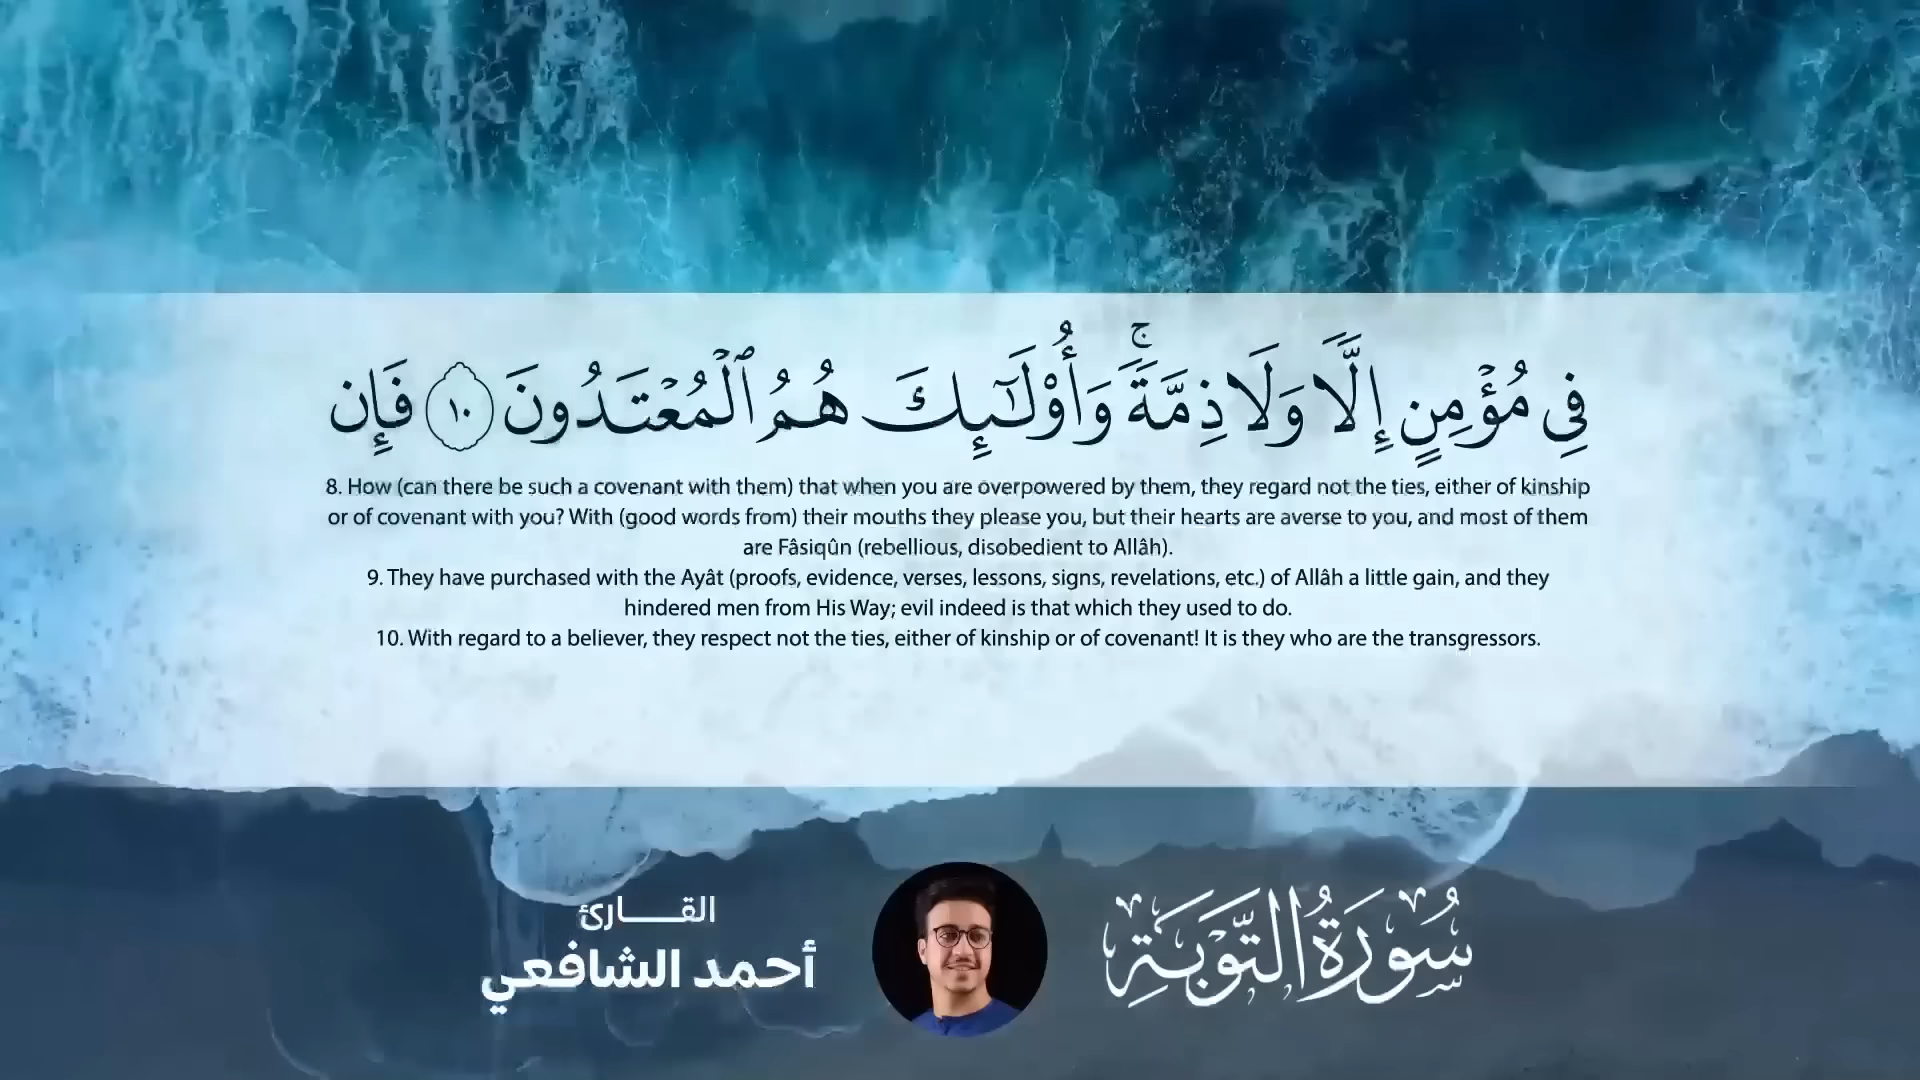 فِى مُؤْمِنٍ إِلًّا وَلَا ذِمَّةً ۚ وَأُو۟لَـٰٓئِكَ هُمُ ٱلْمُعْتَدُونَ ١٠ فَإِن
8. How (can there be such a covenant with them) that when you are overpowered by them, they regard not the ties, either of kinship
or of covenant with you? With (good words from) their mouths they please you, but their hearts are averse to you, and most of them
are Fâsiqûn (rebellious, disobedient to Allâh).
9. They have purchased with the Ayât (proofs, evidence, verses, lessons, signs, revelations, etc.) of Allâh a little gain, and they
hindered men from His Way; evil indeed is that which they used to do.
10. With regard to a believer, they respect not the ties, either of kinship or of covenant! It is they who are the transgressors.
سُورَةُ التَّوْبَةِ
القـــارئ
أحمد الشافعي